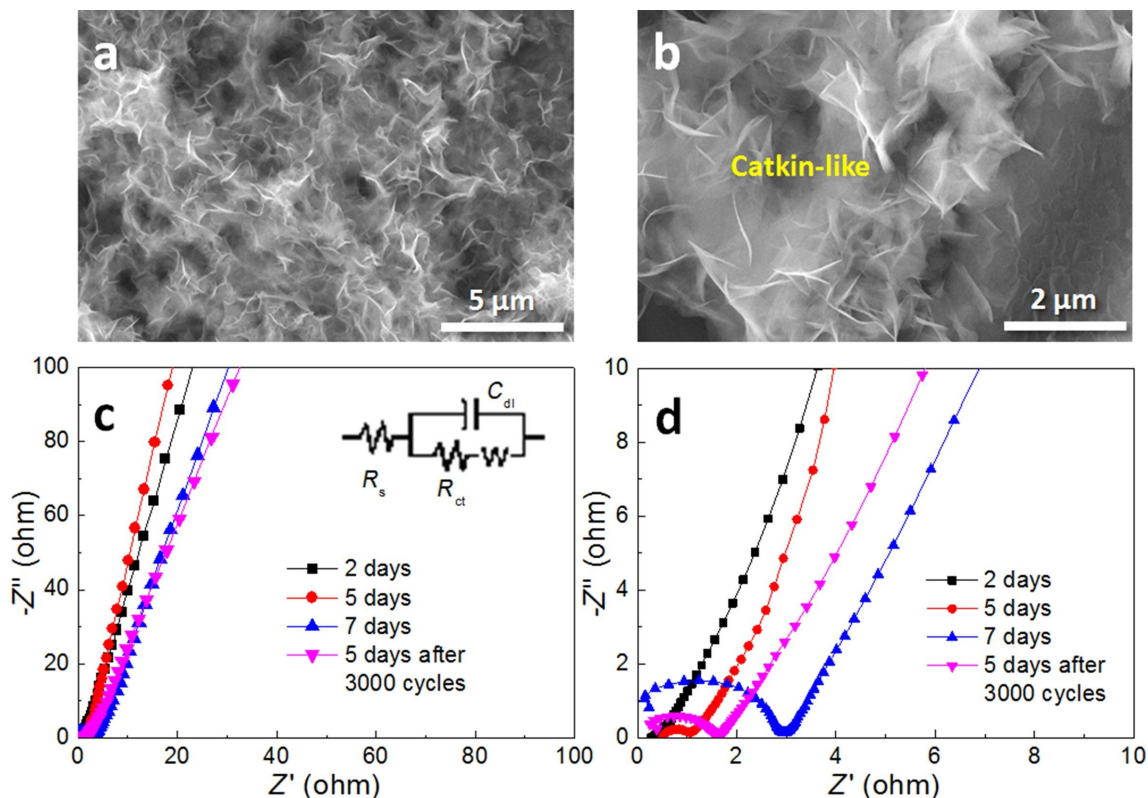 a
5 μm
b
Catkin-like
2 μm
c
100
80
60
40
20
0
-Z" (ohm)
0 20 40 60 80 100
Z' (ohm)
C dl
R s
R ct
2 days
5 days
7 days
5 days after
3000 cycles
d
10
8
6
4
2
0
-Z" (ohm)
0 2 4 6 8 10
Z' (ohm)
2 days
5 days
7 days
5 days after
3000 cycles